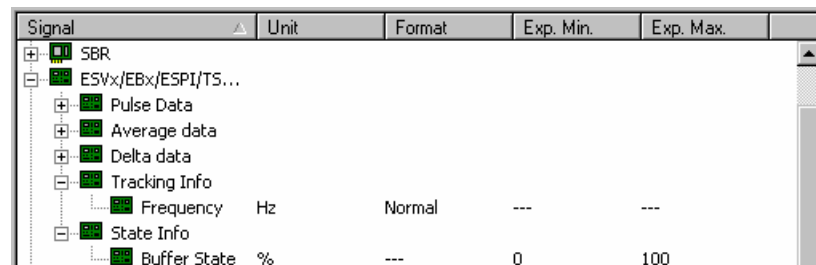 Signal Unit Format Exp. Min. Exp. Max.
SBR
ESVx/EBx/ESPI/TS...
Pulse Data
Average data
Delta data
Tracking Info
Frequency Hz Normal --- ---
State Info
Buffer State % --- 0 100